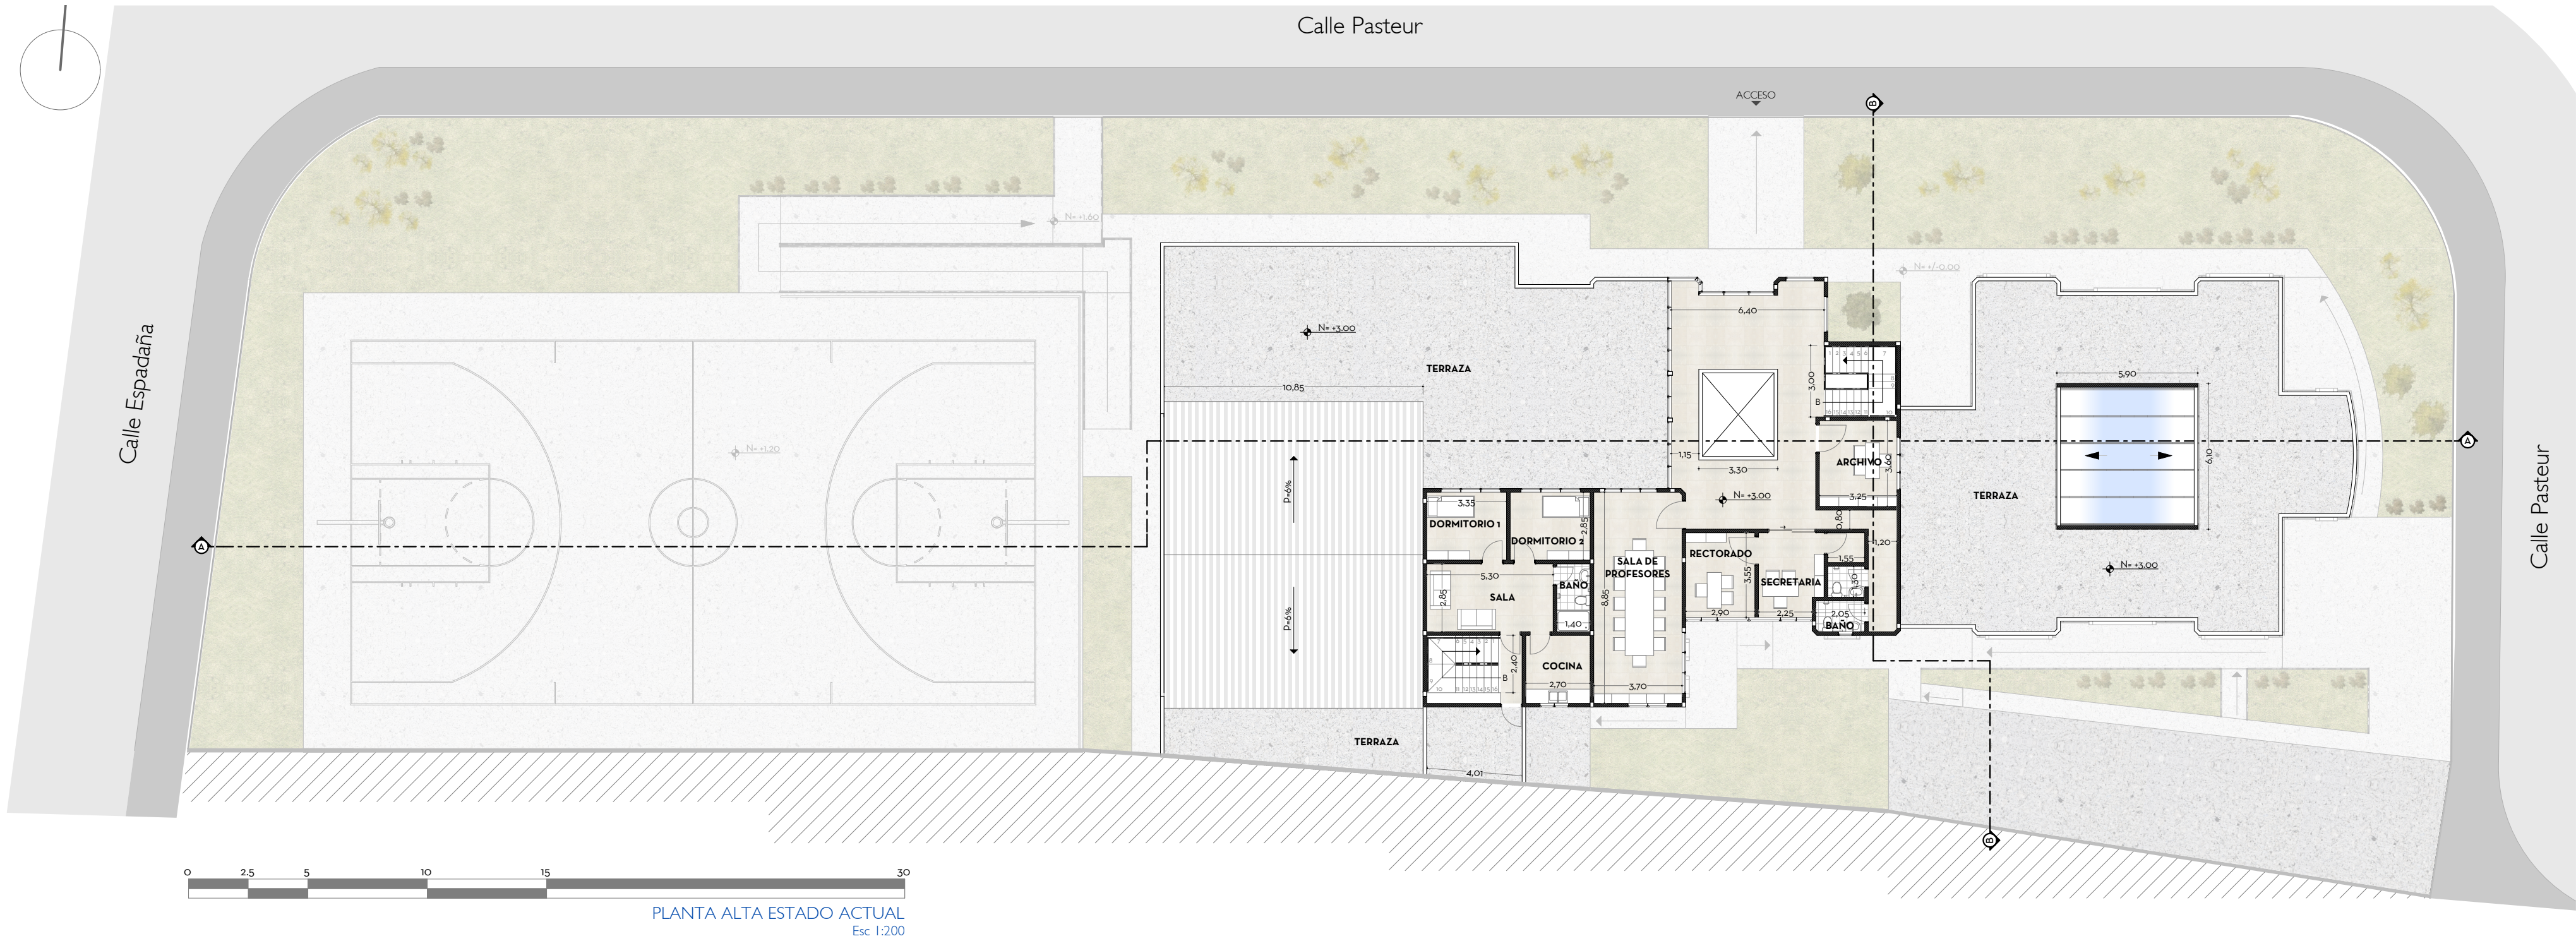 Calle Pasteur
ACCESO
B
N= +1.60
N= +/-0.00
6,40
N= +3.00
TERRAZA
10,85
3,00
B
5,90
Calle Espadaña
N= +1.20
A
1,15
3,30
ARCHIVO
3,60
3,25
6,10
TERRAZA
P=6%
N= +3.00
3,35
DORMITORIO 1
2,85
DORMITORIO 2
0,80
1,20
A
RECTORADO
1,55
SALA DE
PROFESORES
3,55
SECRETARIA
N= +3.00
5,30
BAÑO
1,30
2,85
SALA
8,85
2,90
2,25
2,05
1,40
BAÑO
P=6%
2,40
COCINA
B
2,70
3,70
TERRAZA
4,01
Calle Pasteur
B
0 2.5 5 10 15 30
PLANTA ALTA ESTADO ACTUAL
Esc 1:200